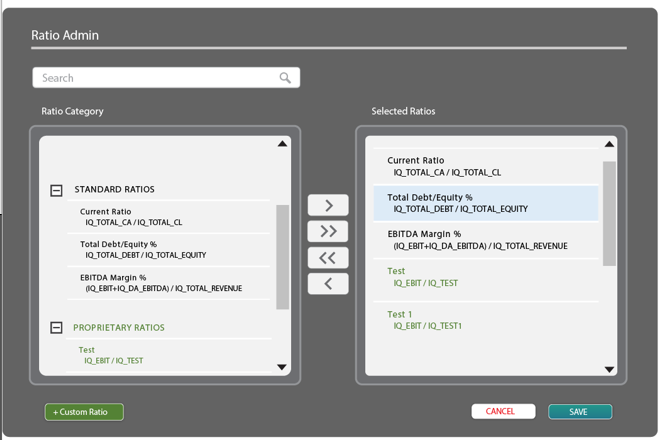 Ratio Admin
Search
Ratio Category
Selected Ratios
STANDARD RATIOS
Current Ratio
IQ_TOTAL_CA / IQ_TOTAL_CL
Total Debt/Equity %
IQ_TOTAL_DEBT / IQ_TOTAL_EQUITY
EBITDA Margin %
(IQ_EBIT+IQ_DA_EBITDA) / IQ_TOTAL_REVENUE
PROPRIETARY RATIOS
Test
IQ_EBIT / IQ_TEST
Current Ratio
IQ_TOTAL_CA / IQ_TOTAL_CL
Total Debt/Equity %
IQ_TOTAL_DEBT / IQ_TOTAL_EQUITY
EBITDA Margin %
(IQ_EBIT+IQ_DA_EBITDA) / IQ_TOTAL_REVENUE
Test
IQ_EBIT / IQ_TEST
Test 1
IQ_EBIT / IQ_TEST1
+ Custom Ratio
CANCEL
SAVE